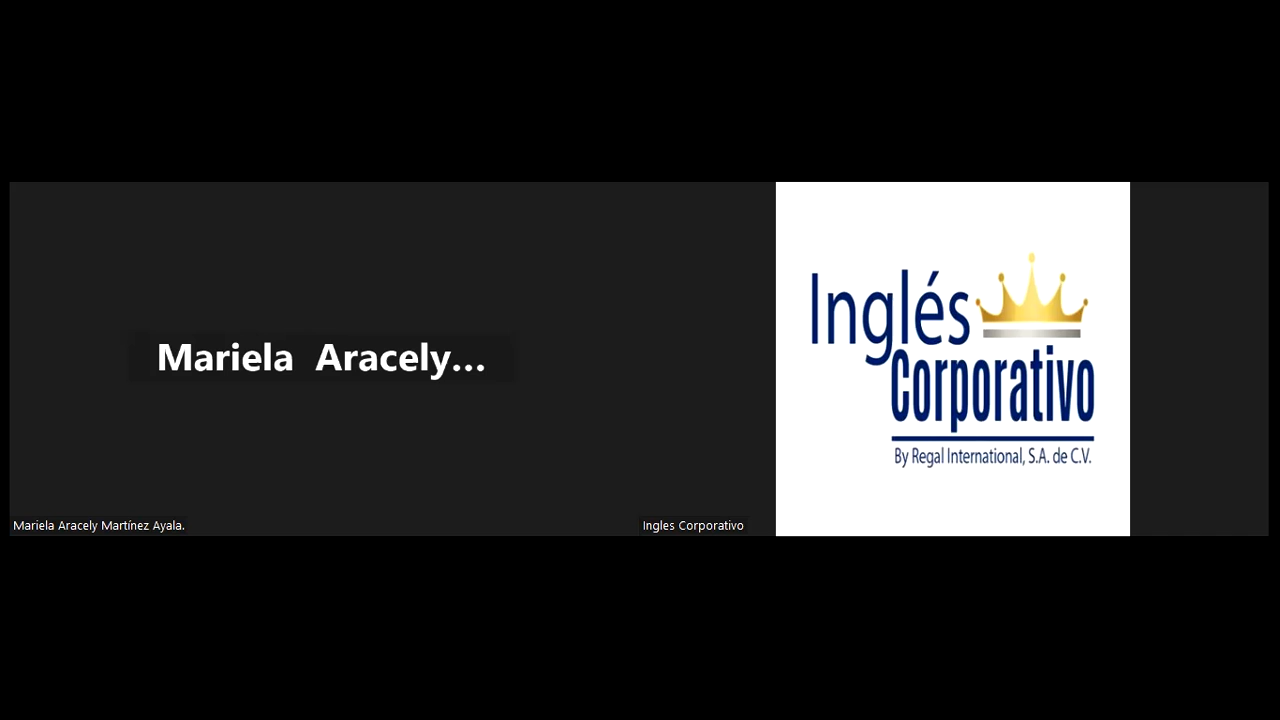 Mariela Aracely...
Mariela Aracely Martínez Ayala.
Ingles Corporativo
Inglés
Corporativo
By Regal International, S.A. de C.V.